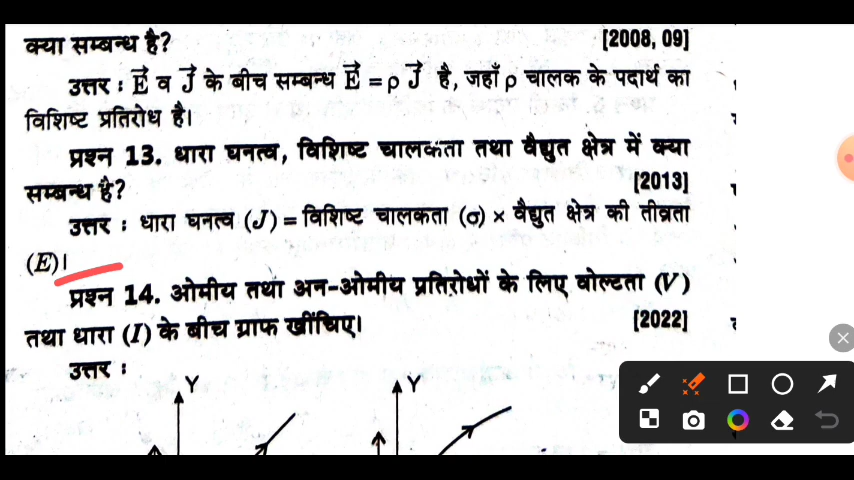 क्या सम्बन्ध है? [2008, 09]
उत्तर : E⃗ व J⃗ के बीच सम्बन्ध E⃗ = ρ J⃗ है, जहाँ ρ चालक के पदार्थ का
विशिष्ट प्रतिरोध है।
प्रश्न 13. धारा घनत्व, विशिष्ट चालकता तथा वैद्युत क्षेत्र में क्या
सम्बन्ध है? [2013]
उत्तर : धारा घनत्व (J) = विशिष्ट चालकता (σ) × वैद्युत क्षेत्र की तीव्रता
(E)।
प्रश्न 14. ओमीय तथा अन-ओमीय प्रतिरोधों के लिए वोल्टता (V)
तथा धारा (I) के बीच ग्राफ खींचिए। [2022]
उत्तर :
Y Y